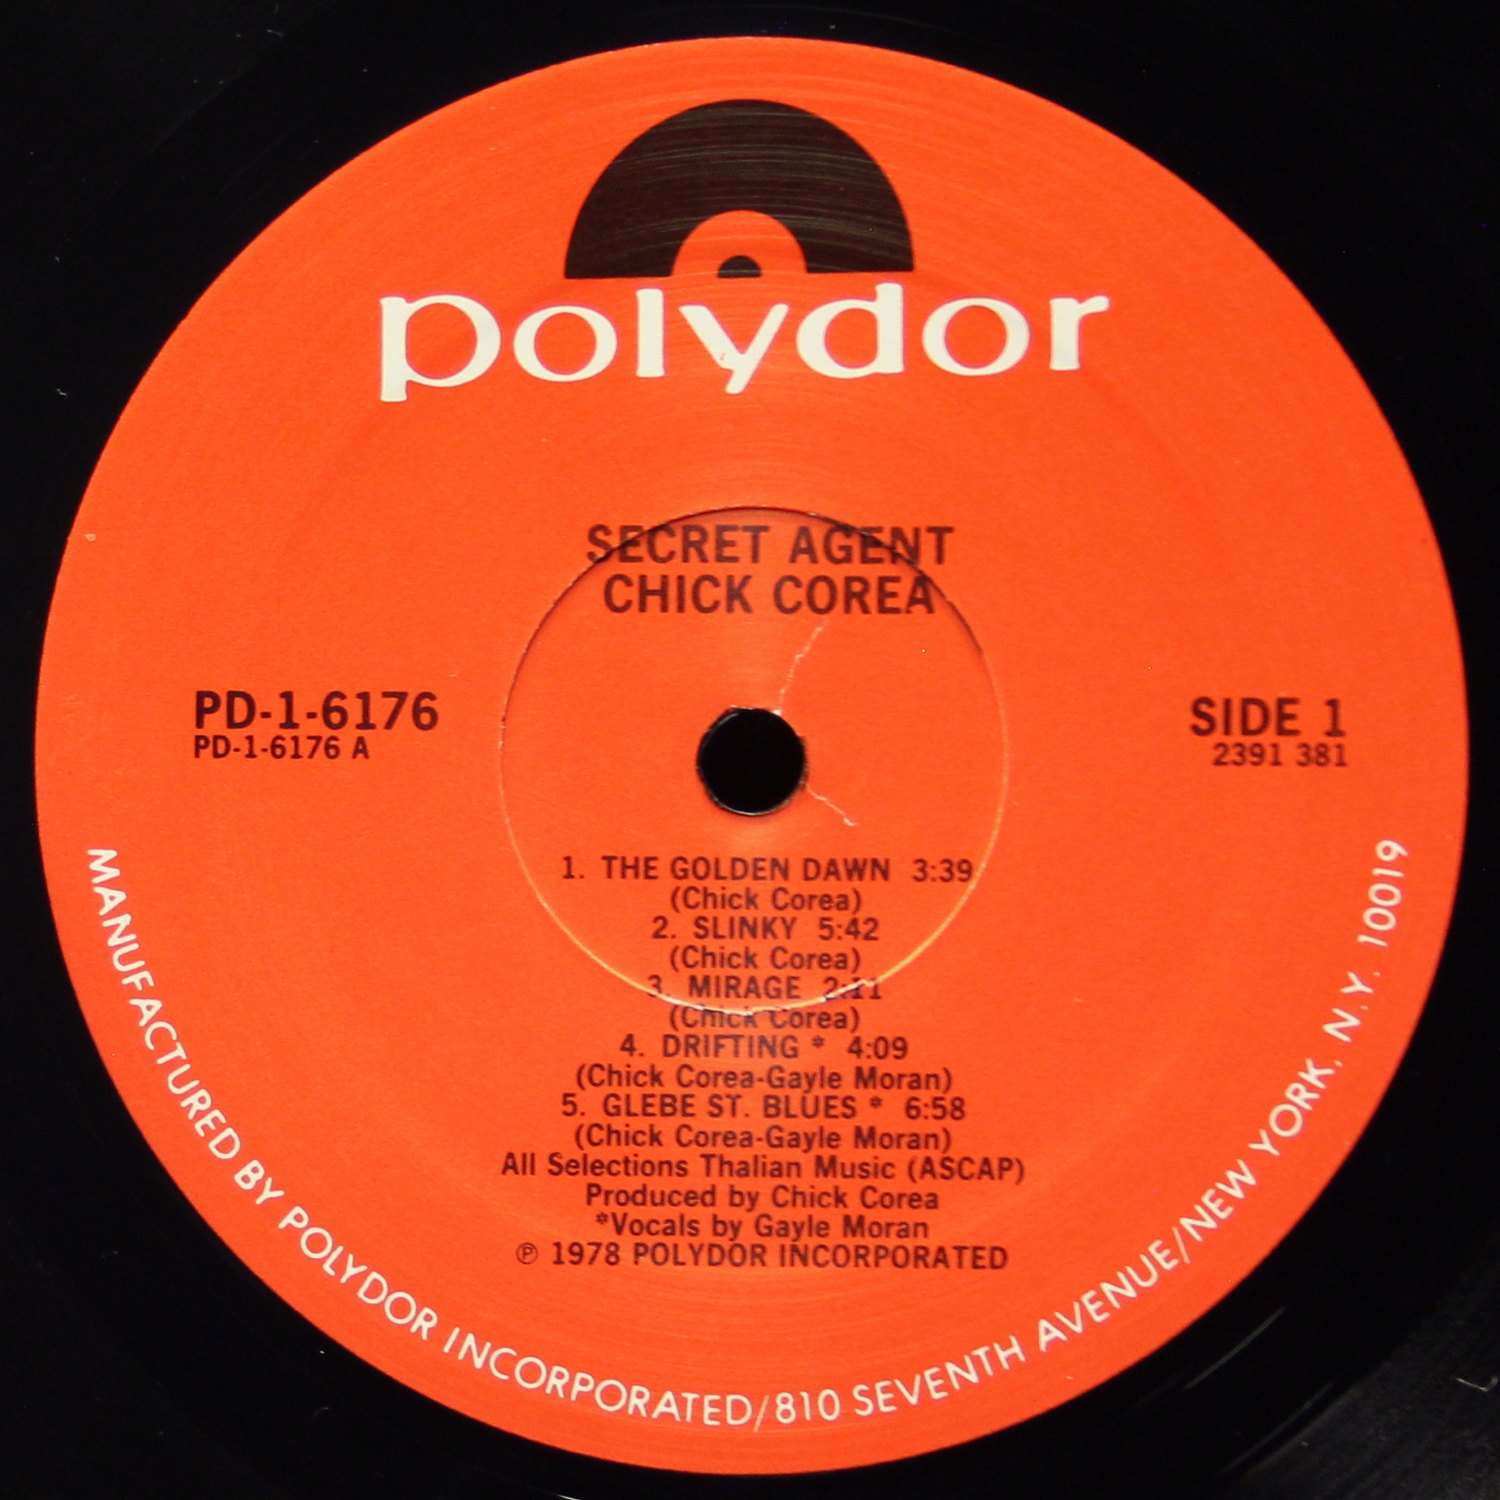 polydor
SECRET AGENT
CHICK COREA
PD-1-6176
PD-1-6176 A
SIDE 1
2391 381
1. THE GOLDEN DAWN 3:39
(Chick Corea)
2. SLINKY 5:42
(Chick Corea)
3. MIRAGE 2:11
(Chick Corea)
4. DRIFTING * 4:09
(Chick Corea-Gayle Moran)
5. GLEBE ST. BLUES * 6:58
(Chick Corea-Gayle Moran)
All Selections Thalian Music (ASCAP)
Produced by Chick Corea
*Vocals by Gayle Moran
℗ 1978 POLYDOR INCORPORATED
MANUFACTURED BY POLYDOR INCORPORATED/810 SEVENTH AVENUE/NEW YORK, N.Y. 10019